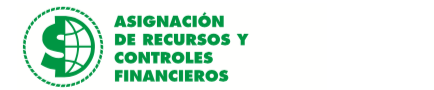 ASIGNACIÓN
DE RECURSOS Y
CONTROLES
FINANCIEROS